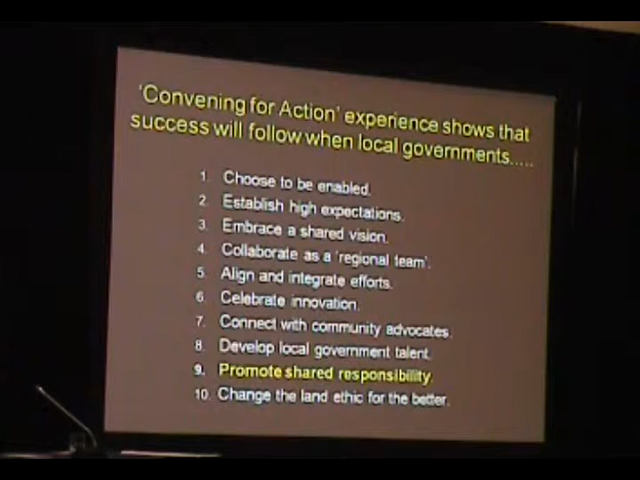 'Convening for Action' experience shows that
success will follow when local governments.....
1. Choose to be enabled.
2. Establish high expectations.
3. Embrace a shared vision.
4. Collaborate as a 'regional team'.
5. Align and integrate efforts.
6. Celebrate innovation.
7. Connect with community advocates.
8. Develop local government talent.
9. Promote shared responsibility.
10. Change the land ethic for the better.